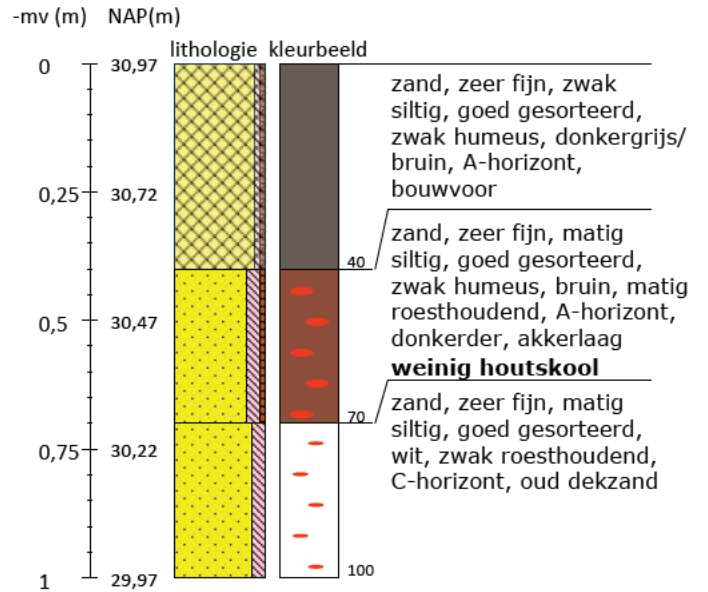 -mv (m) NAP(m)
lithologie kleurbeeld
0 30,97
zand, zeer fijn, zwak
siltig, goed gesorteerd,
zwak humeus, donkergrijs/
bruin, A-horizont,
bouwvoor
0,25 30,72
40
zand, zeer fijn, matig
siltig, goed gesorteerd,
zwak humeus, bruin, matig
roesthoudend, A-horizont,
donkerder, akkerlaag
weinig houtskool
0,5 30,47
70
zand, zeer fijn, matig
siltig, goed gesorteerd,
wit, zwak roesthoudend,
C-horizont, oud dekzand
0,75 30,22
100
1 29,97